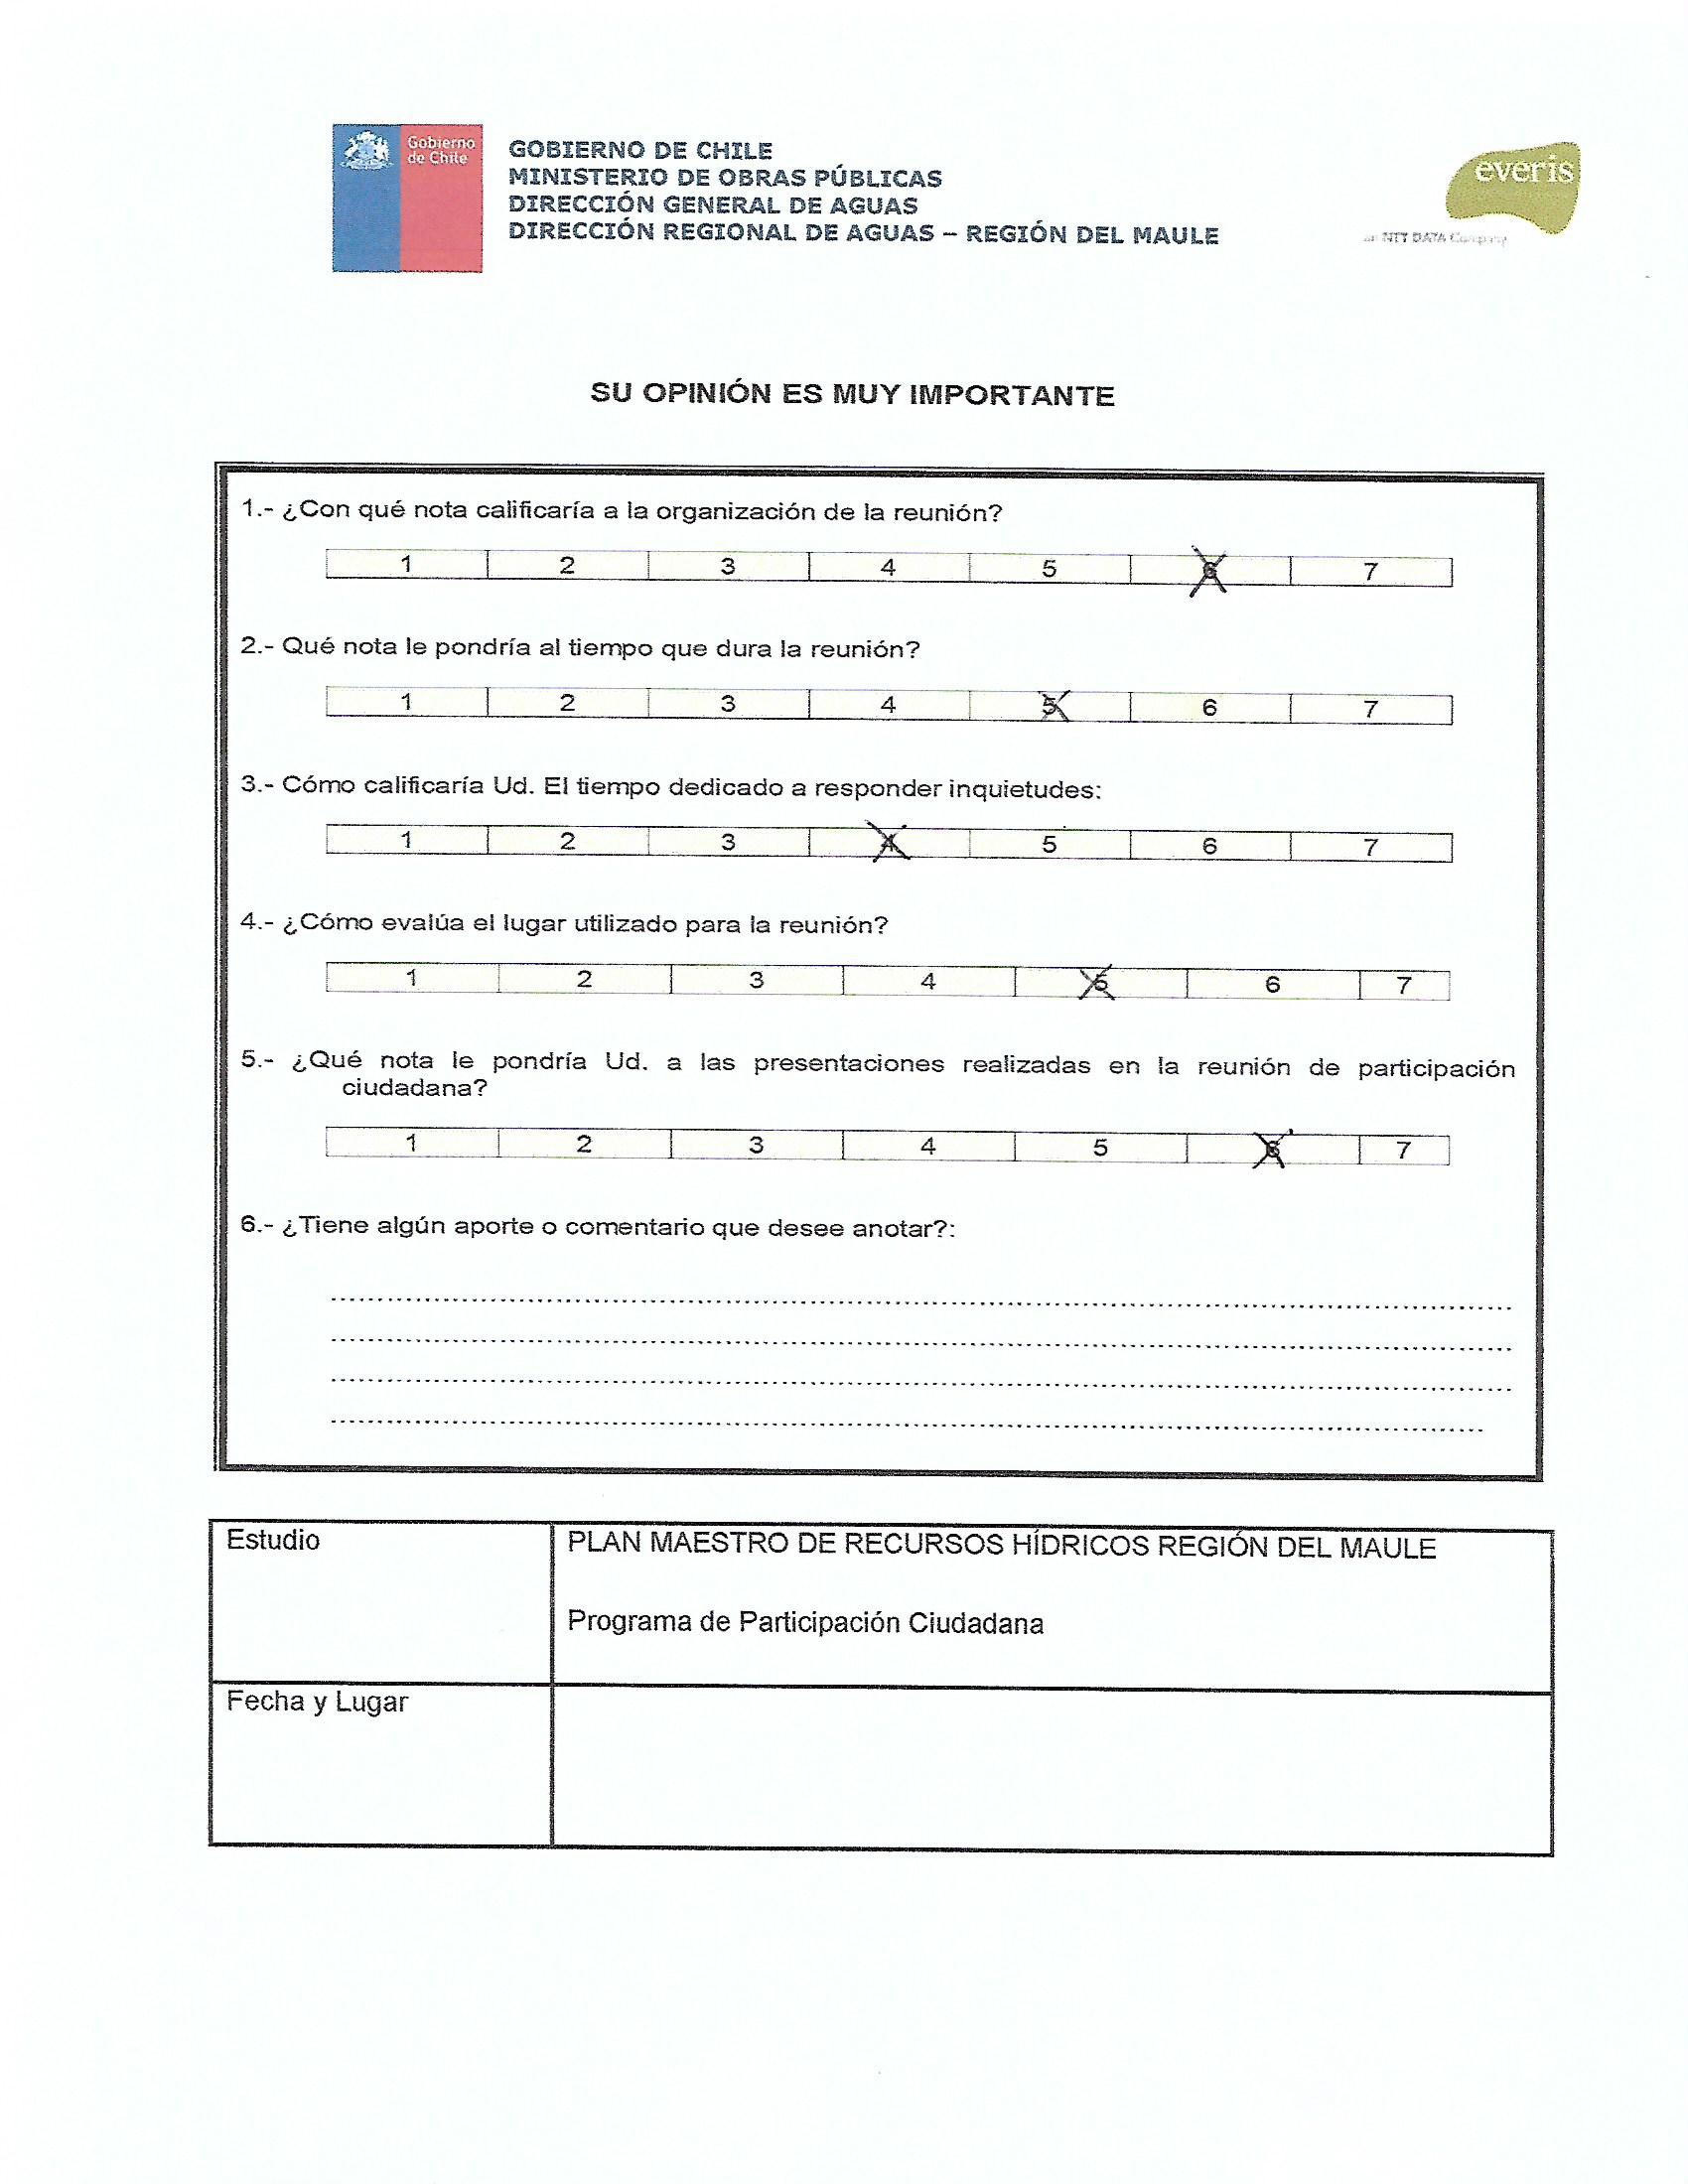 Gobierno
de Chile
GOBIERNO DE CHILE
MINISTERIO DE OBRAS PÚBLICAS
DIRECCIÓN GENERAL DE AGUAS
DIRECCIÓN REGIONAL DE AGUAS – REGIÓN DEL MAULE
everis
an NTT DATA Company
SU OPINIÓN ES MUY IMPORTANTE
1.- ¿Con qué nota calificaría a la organización de la reunión?
1 2 3 4 5 6 7
2.- Qué nota le pondría al tiempo que dura la reunión?
1 2 3 4 5 6 7
3.- Cómo calificaría Ud. El tiempo dedicado a responder inquietudes:
1 2 3 4 5 6 7
4.- ¿Cómo evalúa el lugar utilizado para la reunión?
1 2 3 4 5 6 7
5.- ¿Qué nota le pondría Ud. a las presentaciones realizadas en la reunión de participación
ciudadana?
1 2 3 4 5 6 7
6.- ¿Tiene algún aporte o comentario que desee anotar?:
Estudio PLAN MAESTRO DE RECURSOS HÍDRICOS REGIÓN DEL MAULE
Programa de Participación Ciudadana
Fecha y Lugar